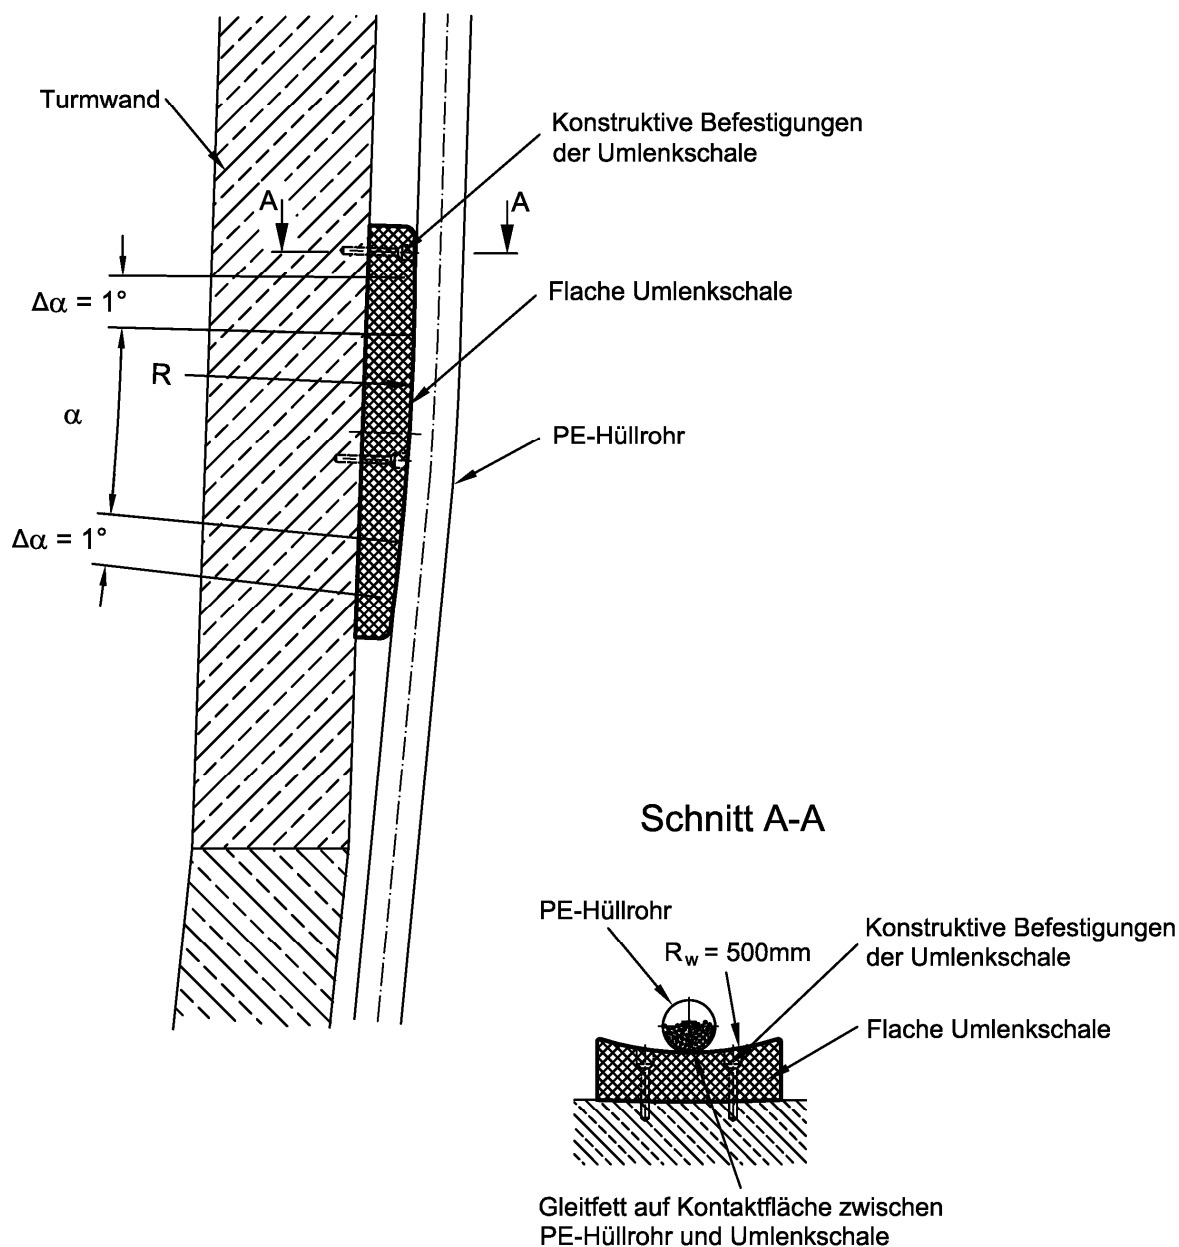 Turmwand
Konstruktive Befestigungen
der Umlenkschale
A
A
Δα = 1°
Flache Umlenkschale
R
α
PE-Hüllrohr
Δα = 1°
Schnitt A-A
PE-Hüllrohr
Rw = 500mm
Konstruktive Befestigungen
der Umlenkschale
Flache Umlenkschale
Gleitfett auf Kontaktfläche zwischen
PE-Hüllrohr und Umlenkschale